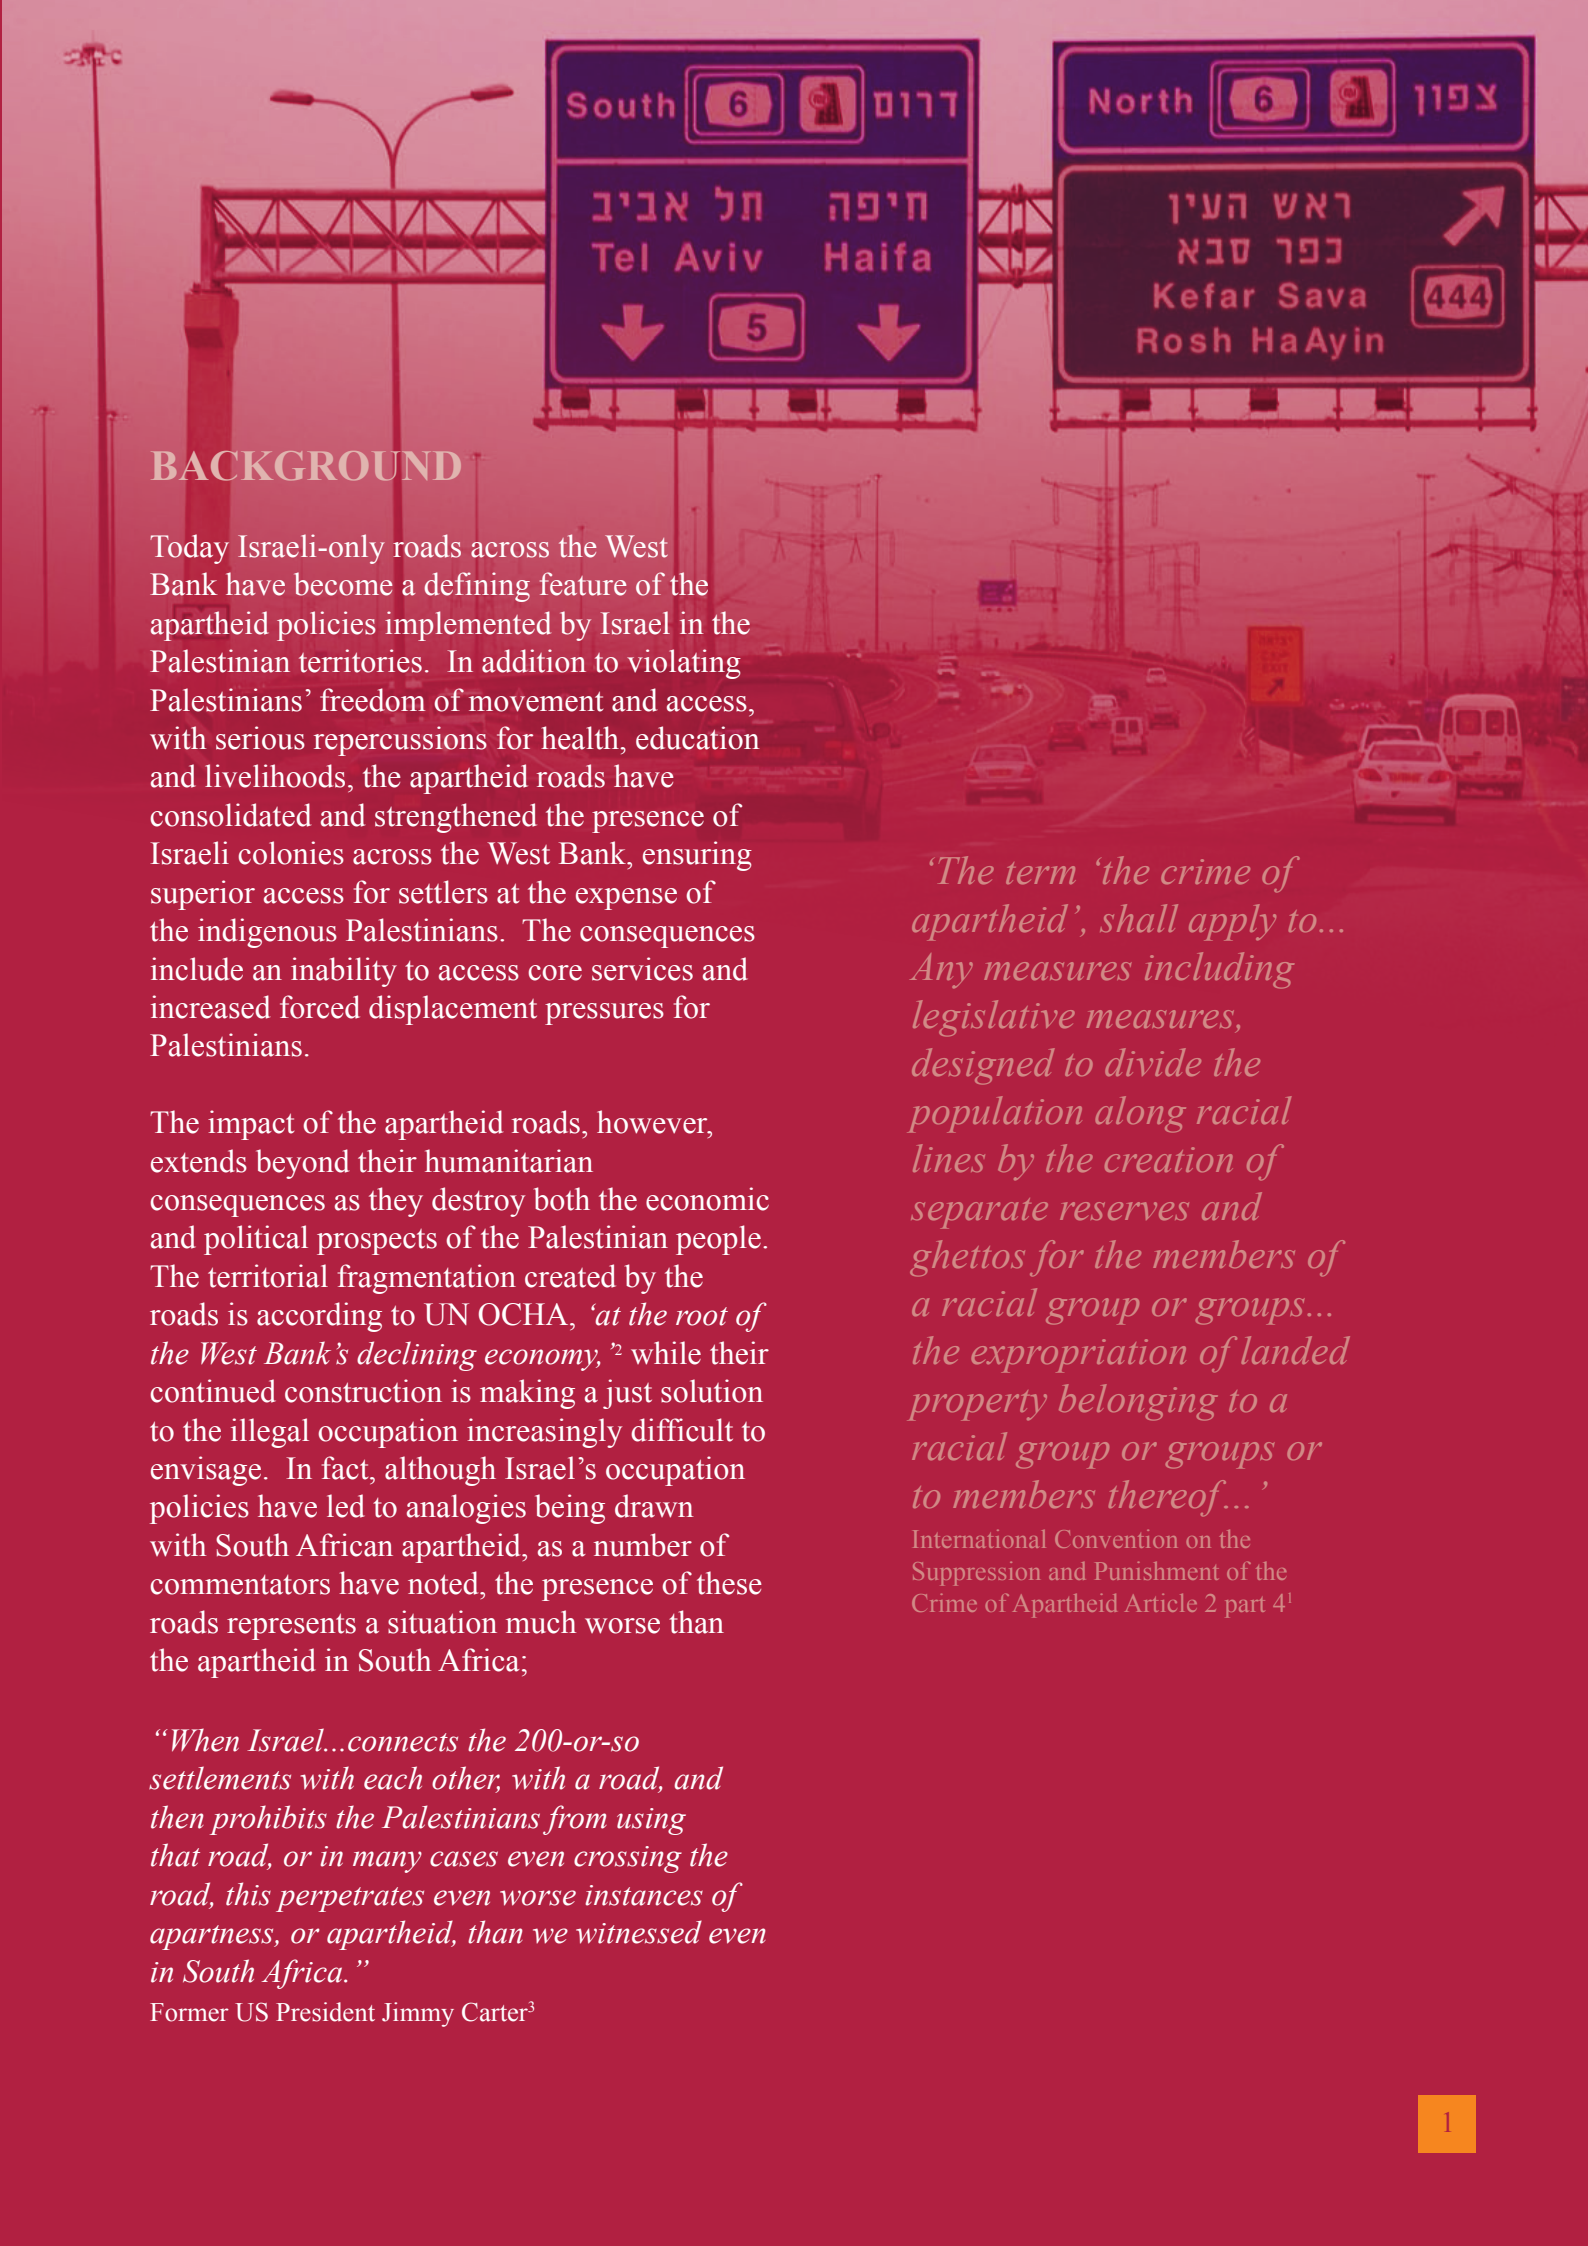 South 6 דרום
תל אביב חיפה
Tel Aviv Haifa
5
North 6 צפון
ראש העין
כפר סבא
Kefar Sava
444
Rosh HaAyin
EXIT
BACKGROUND
Today Israeli-only roads across the West
Bank have become a defining feature of the
apartheid policies implemented by Israel in the
Palestinian territories.  In addition to violating
Palestinians’ freedom of movement and access,
with serious repercussions for health, education
and livelihoods, the apartheid roads have
consolidated and strengthened the presence of
Israeli colonies across the West Bank, ensuring
superior access for settlers at the expense of
the indigenous Palestinians.  The consequences
include an inability to access core services and
increased forced displacement pressures for
Palestinians.
The impact of the apartheid roads, however,
extends beyond their humanitarian
consequences as they destroy both the economic
and political prospects of the Palestinian people.
The territorial fragmentation created by the
roads is according to UN OCHA, ‘at the root of
the West Bank’s declining economy, ’2 while their
continued construction is making a just solution
to the illegal occupation increasingly difficult to
envisage.  In fact, although Israel’s occupation
policies have led to analogies being drawn
with South African apartheid, as a number of
commentators have noted, the presence of these
roads represents a situation much worse than
the apartheid in South Africa;
“When Israel...connects the 200-or-so
settlements with each other, with a road, and
then prohibits the Palestinians from using
that road, or in many cases even crossing the
road, this perpetrates even worse instances of
apartness, or apartheid, than we witnessed even
in South Africa.”
Former US President Jimmy Carter3
‘The term ‘the crime of
apartheid’, shall apply to...
Any measures including
legislative measures,
designed to divide the
population along racial
lines by the creation of
separate reserves and
ghettos for the members of
a racial group or groups...
the expropriation of landed
property belonging to a
racial group or groups or
to members thereof…’
International Convention on the
Suppression and Punishment of the
Crime of Apartheid Article 2 part 41
1